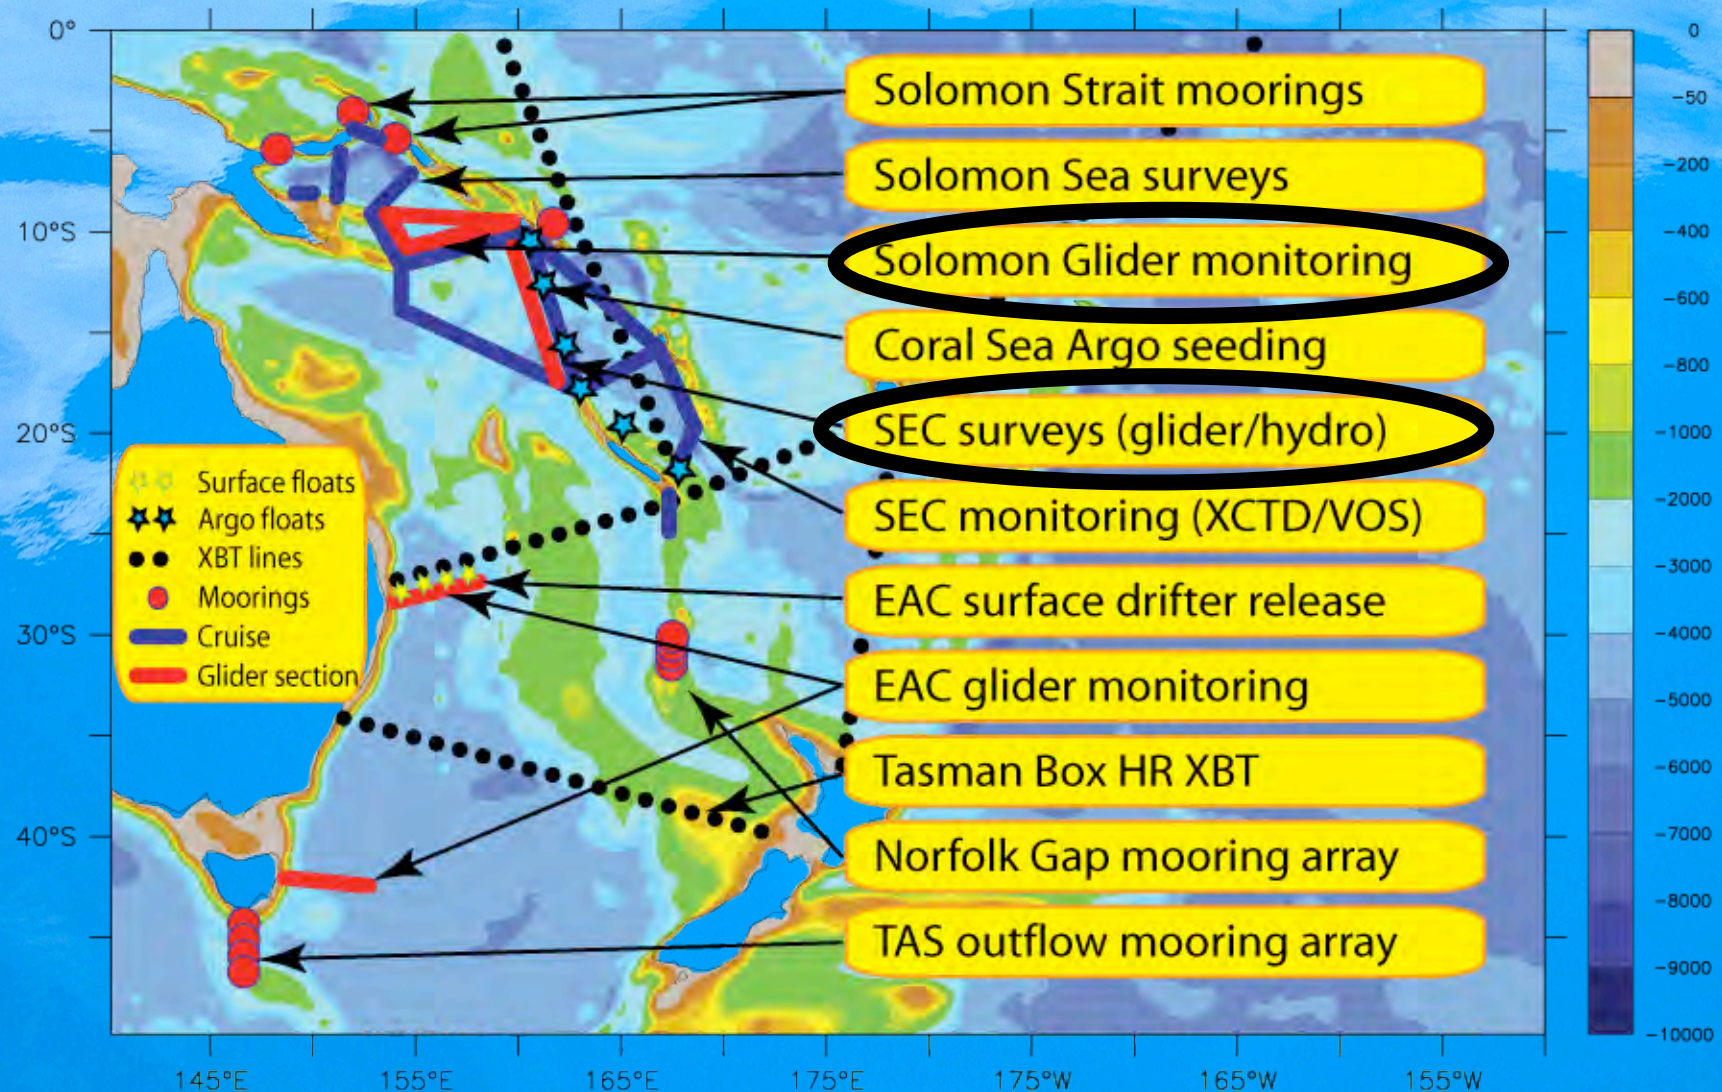 0°
10°S
20°S
30°S
40°S
Solomon Strait moorings
Solomon Sea surveys
Solomon Glider monitoring
Coral Sea Argo seeding
SEC surveys (glider/hydro)
SEC monitoring (XCTD/VOS)
EAC surface drifter release
EAC glider monitoring
Tasman Box HR XBT
Norfolk Gap mooring array
TAS outflow mooring array
Surface floats
Argo floats
XBT lines
Moorings
Cruise
Glider section
145°E
155°E
165°E
175°E
175°W
165°W
155°W
0
-50
-200
-400
-600
-800
-1000
-2000
-3000
-4000
-5000
-6000
-7000
-8000
-9000
-10000